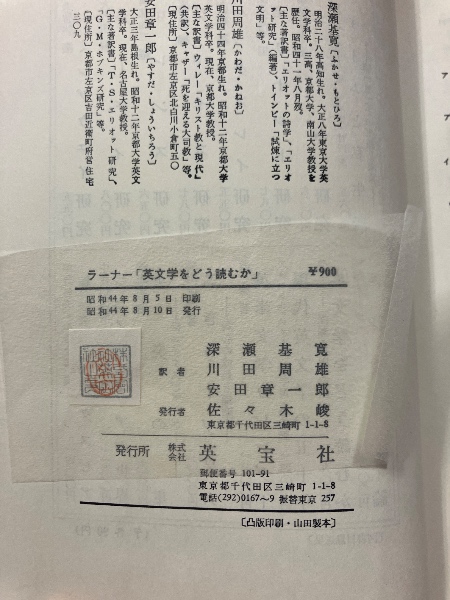 深瀬基寛〔ふかせ・もとひろ〕
明治二十八年高知生れ。大正八年東京大学英
文学科卒。三高、京都大学、南山大学教授を
歴任。昭和四十一年八月歿。
〔主な著訳書〕「エリオットの詩学」、「エリオ
ット研究」(編著)、トインビー「試煉に立つ
文明」等。
川田周雄〔かわだ・かねお〕
明治四十四年京都生れ。昭和十二年京都大学
英文学科卒。現在、京都大学教授。
〔主な訳書〕ウィレー「キリスト教と現代」
(共訳)、キャザー「死を迎える大司教」等。
〔現住所〕京都市左京区北白川小倉町五〇
安田章一郎〔やすだ・しょういちろう〕
大正三年島根生れ。昭和十二年京都大学英文
学科卒。現在、名古屋大学教授。
〔主な著訳書〕「T・S・エリオット研究」、
「G・M・ホプキンズ研究」等。
〔現住所〕京都市左京区吉田近衛町府営住宅
三〇九
ラーナー「英文学をどう読むか」 ¥900
昭和44年8月5日 印刷
昭和44年8月10日 発行
深瀬基寛
訳者 川田周雄
安田章一郎
発行者 佐々木峻
東京都千代田区三崎町 1-1-8
発行所 株式会社 英宝社
郵便番号 101-91
東京都千代田区三崎町 1-1-8
電話(292)0167〜9 振替東京 257
〔凸版印刷・山田製本〕